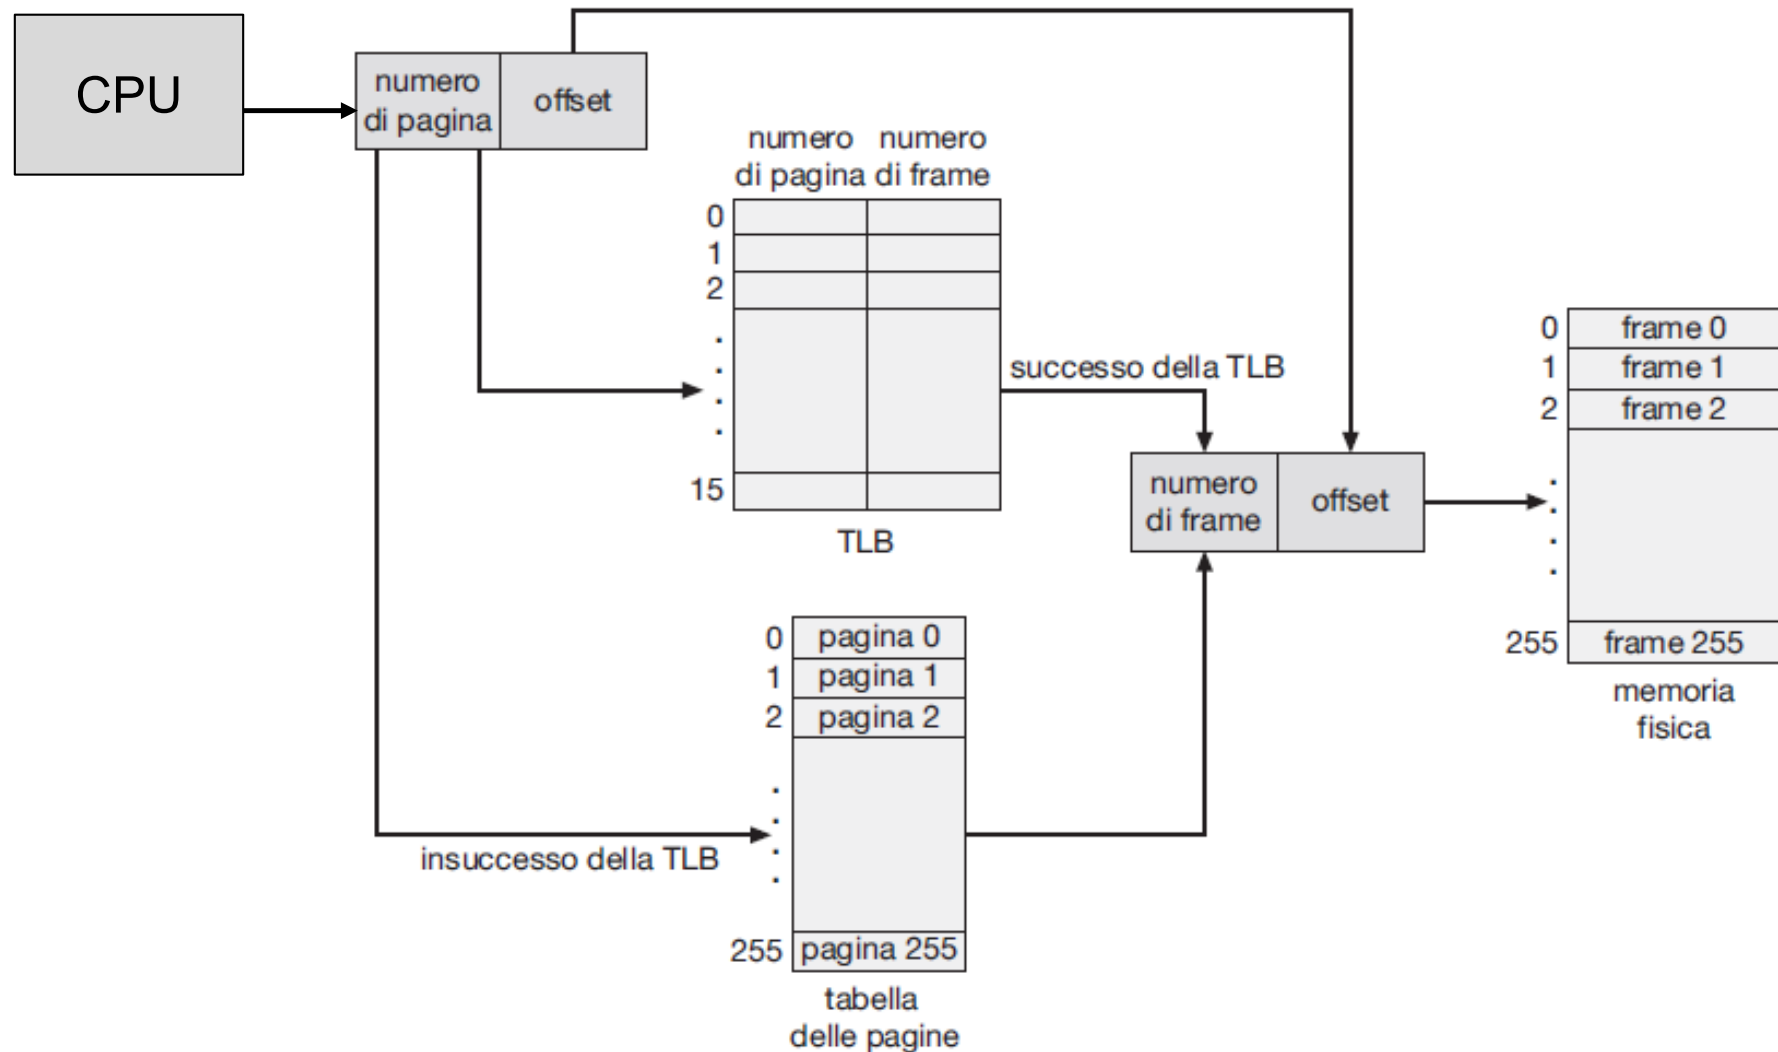 CPU
numero
di pagina
offset
numero
di pagina
numero
di frame
0
1
2
.
.
.
.
15
TLB
successo della TLB
numero
di frame
offset
0
frame 0
1
frame 1
2
frame 2
.
.
.
.
255
frame 255
memoria
fisica
0
pagina 0
1
pagina 1
2
pagina 2
.
.
.
.
255
pagina 255
tabella
delle pagine
insuccesso della TLB